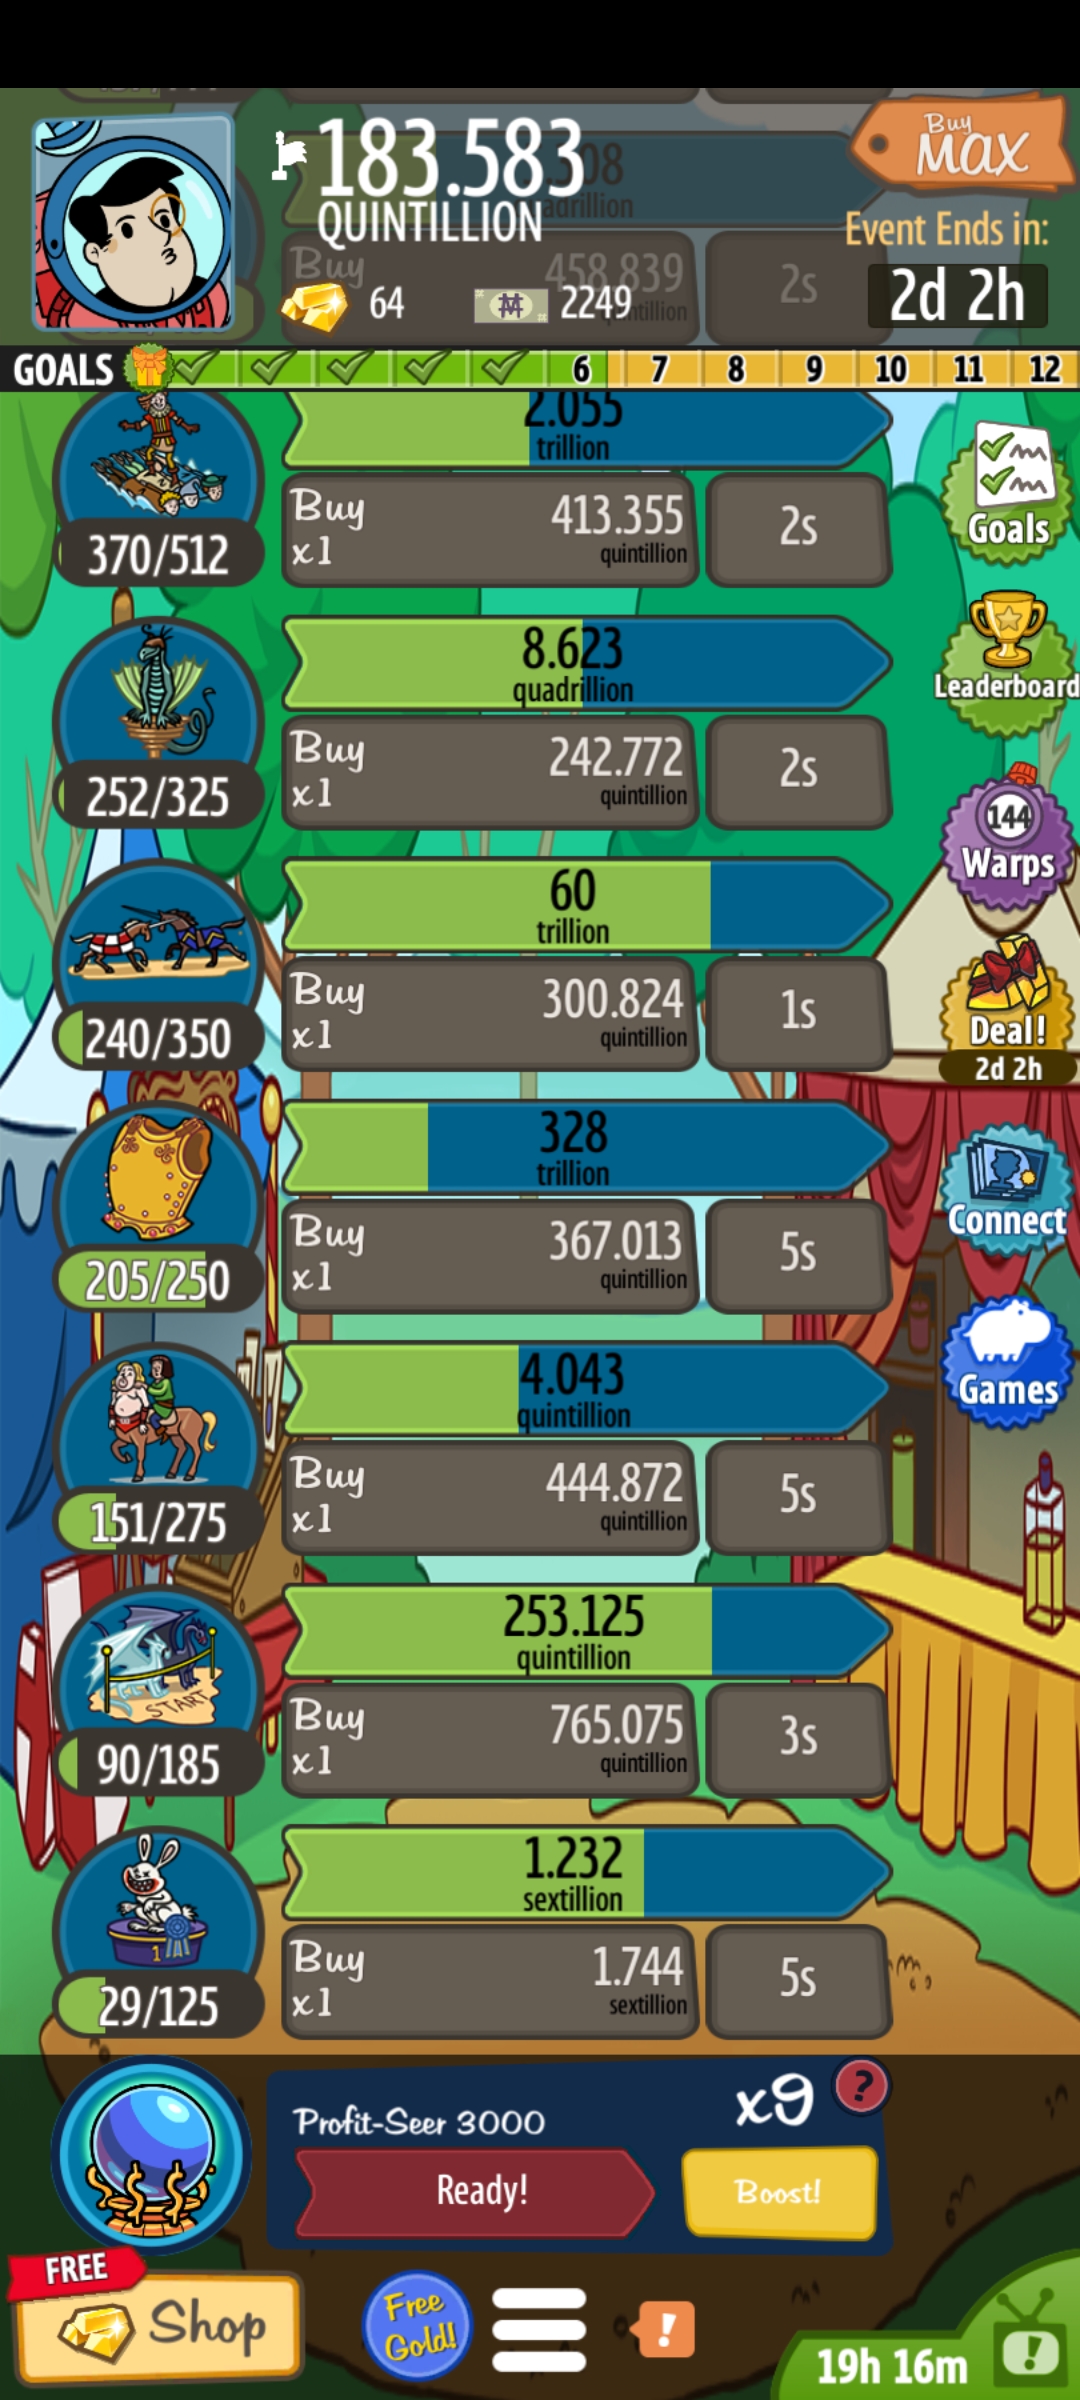 183.583
QUINTILLION
Buy
MAX
Event Ends in:
2d 2h
64
2249
Buy
458.839
2s
GOALS 6 7 8 9 10 11 12
2.055
trillion
370/512
Buy
x1
413.355
quintillion
2s
Goals
8.623
quadrillion
252/325
Buy
x1
242.772
quintillion
2s
Leaderboard
60
trillion
240/350
Buy
x1
300.824
quintillion
1s
144
Warps
Deal!
2d 2h
328
trillion
205/250
Buy
x1
367.013
quintillion
5s
Connect
4.043
quintillion
151/275
Buy
x1
444.872
quintillion
5s
Games
253.125
quintillion
START
90/185
Buy
x1
765.075
quintillion
3s
1.232
sextillion
1
29/125
Buy
x1
1.744
sextillion
5s
Profit-Seer 3000
x9
?
Ready!
Boost!
FREE
Shop
Free
Gold!
!
19h 16m
!